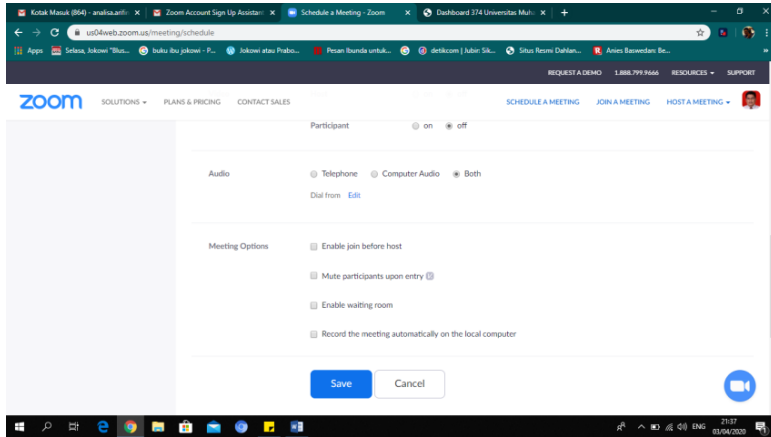 Kotak Masuk (864) - analisa.arifin
Zoom Account Sign Up Assistant
Schedule a Meeting - Zoom
Dashboard 374 Universitas Muha
us04web.zoom.us/meeting/schedule
Apps
Selasa, Jokowi "Blus...
buku ibu jokowi - P...
Jokowi atau Prabo...
Pesan Ibunda untuk...
detikcom | Jubir: Sik...
Situs Resmi Dahlan...
Anies Baswedan: Be...
REQUEST A DEMO 1.888.799.9666 RESOURCES SUPPORT
zoom SOLUTIONS PLANS & PRICING CONTACT SALES SCHEDULE A MEETING JOIN A MEETING HOST A MEETING
Participant on off
Audio Telephone Computer Audio Both
Dial from Edit
Meeting Options Enable join before host
Mute participants upon entry
Enable waiting room
Record the meeting automatically on the local computer
Save Cancel
ENG 21:37
03/04/2020